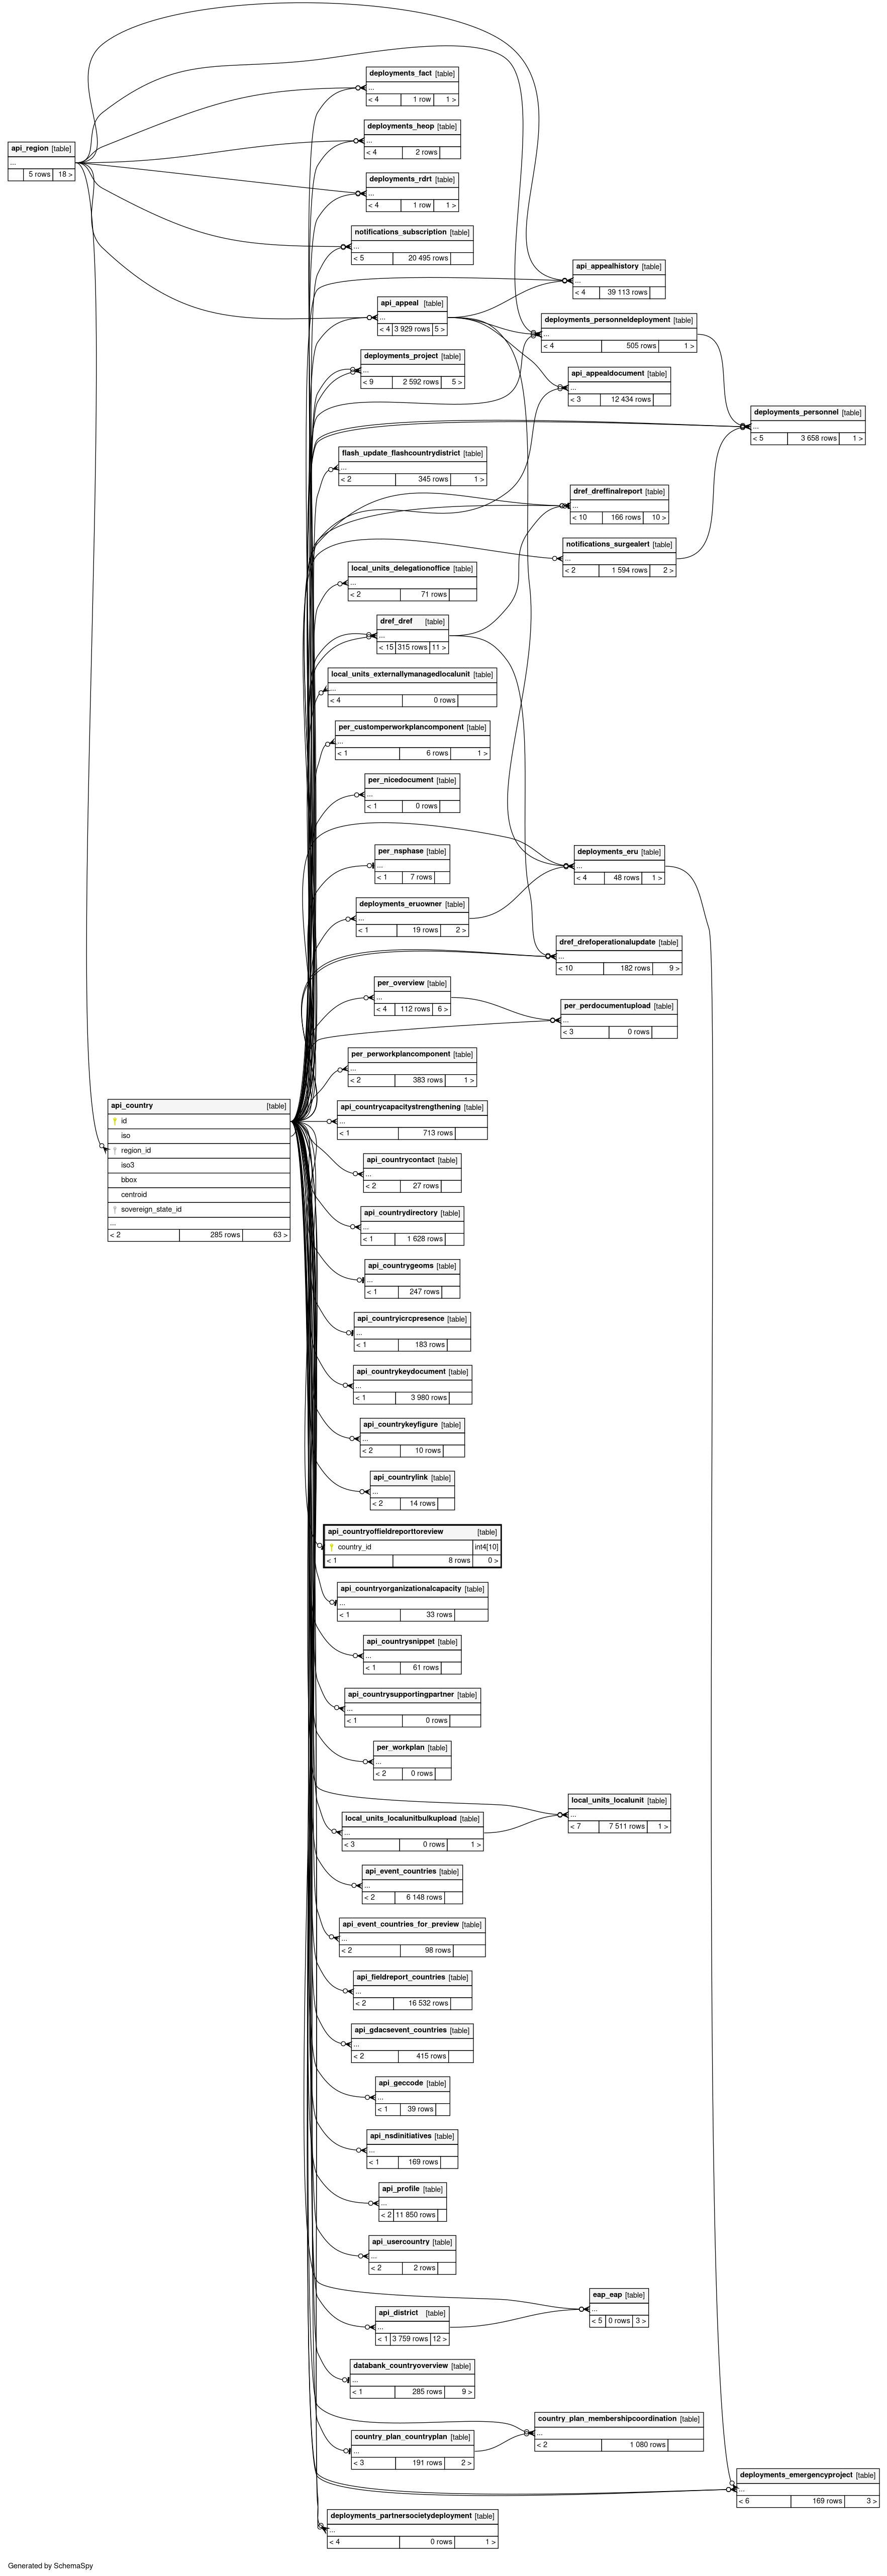 deployments_fact [table]
...
< 4 1 row 1 >
deployments_heop [table]
...
< 4 2 rows
api_region [table]
...
5 rows 18 >
deployments_rdrt [table]
...
< 4 1 row 1 >
notifications_subscription [table]
...
< 5 20 495 rows
api_appealhistory [table]
...
< 4 39 113 rows
api_appeal [table]
...
< 4 3 929 rows 5 >
deployments_personneldeployment [table]
...
< 4 505 rows 1 >
deployments_project [table]
...
< 9 2 592 rows 5 >
api_appealdocument [table]
...
< 3 12 434 rows
deployments_personnel [table]
...
< 5 3 658 rows 1 >
flash_update_flashcountrydistrict [table]
...
< 2 345 rows 1 >
dref_dreffinalreport [table]
...
< 10 166 rows 10 >
notifications_surgealert [table]
...
< 2 1 594 rows 2 >
local_units_delegationoffice [table]
...
< 2 71 rows
dref_dref [table]
...
< 15 315 rows 11 >
local_units_externallymanagedlocalunit [table]
...
< 4 0 rows
per_customperworkplancomponent [table]
...
< 1 6 rows 1 >
per_nicedocument [table]
...
< 1 0 rows
per_nsphase [table]
...
< 1 7 rows
deployments_eru [table]
...
< 4 48 rows 1 >
deployments_eruowner [table]
...
< 1 19 rows 2 >
dref_drefoperationalupdate [table]
...
< 10 182 rows 9 >
per_overview [table]
...
< 4 112 rows 6 >
per_perdocumentupload [table]
...
< 3 0 rows
per_perworkplancomponent [table]
...
< 2 383 rows 1 >
api_country [table]
id
iso
region_id
iso3
bbox
centroid
sovereign_state_id
...
< 2 285 rows 63 >
api_countrycapacitystrengthening [table]
...
< 1 713 rows
api_countrycontact [table]
...
< 2 27 rows
api_countrydirectory [table]
...
< 1 1 628 rows
api_countrygeoms [table]
...
< 1 247 rows
api_countryicrcpresence [table]
...
< 1 183 rows
api_countrykeydocument [table]
...
< 1 3 980 rows
api_countrykeyfigure [table]
...
< 2 10 rows
api_countrylink [table]
...
< 2 14 rows
api_countryoffieldreporttoreview [table]
country_id int4[10]
< 1 8 rows 0 >
api_countryorganizationalcapacity [table]
...
< 1 33 rows
api_countrysnippet [table]
...
< 1 61 rows
api_countrysupportingpartner [table]
...
< 1 0 rows
per_workplan [table]
...
< 2 0 rows
local_units_localunit [table]
...
< 7 7 511 rows 1 >
local_units_localunitbulkupload [table]
...
< 3 0 rows 1 >
api_event_countries [table]
...
< 2 6 148 rows
api_event_countries_for_preview [table]
...
< 2 98 rows
api_fieldreport_countries [table]
...
< 2 16 532 rows
api_gdacsevent_countries [table]
...
< 2 415 rows
api_geccode [table]
...
< 1 39 rows
api_nsdinitiatives [table]
...
< 1 169 rows
api_profile [table]
...
< 2 11 850 rows
api_usercountry [table]
...
< 2 2 rows
eap_eap [table]
...
< 5 0 rows 3 >
api_district [table]
...
< 1 3 759 rows 12 >
databank_countryoverview [table]
...
< 1 285 rows 9 >
country_plan_membershipcoordination [table]
...
< 2 1 080 rows
country_plan_countryplan [table]
...
< 3 191 rows 2 >
deployments_emergencyproject [table]
...
< 6 169 rows 3 >
deployments_partnersocietydeployment [table]
...
< 4 0 rows 1 >
Generated by SchemaSpy